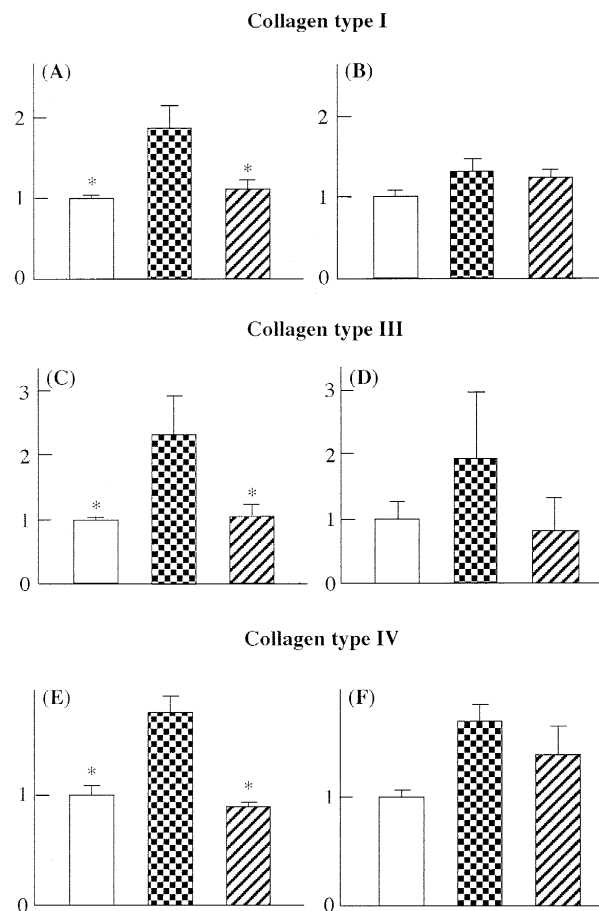 Collagen type I
(A) (B)
2 2
* *
1 1
0 0
Collagen type III
(C) (D)
3 3
2 2
* *
1 1
0 0
Collagen type IV
(E) (F)
* *
1 1
0 0